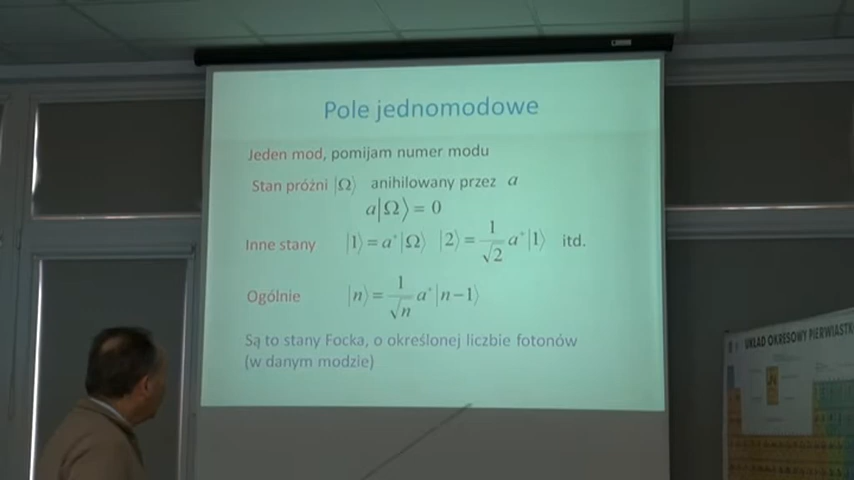 Pole jednomodowe
Jeden mod, pomijam numer modu
Stan próżni |Ω⟩ anihilowany przez a
a|Ω⟩ = 0
Inne stany |1⟩ = a⁺|Ω⟩ |2⟩ = 1/√2 a⁺|1⟩ itd.
Ogólnie |n⟩ = 1/√n a⁺|n−1⟩
Są to stany Focka, o określonej liczbie fotonów
(w danym modzie)
UKŁAD OKRESOWY PIERWIASTK